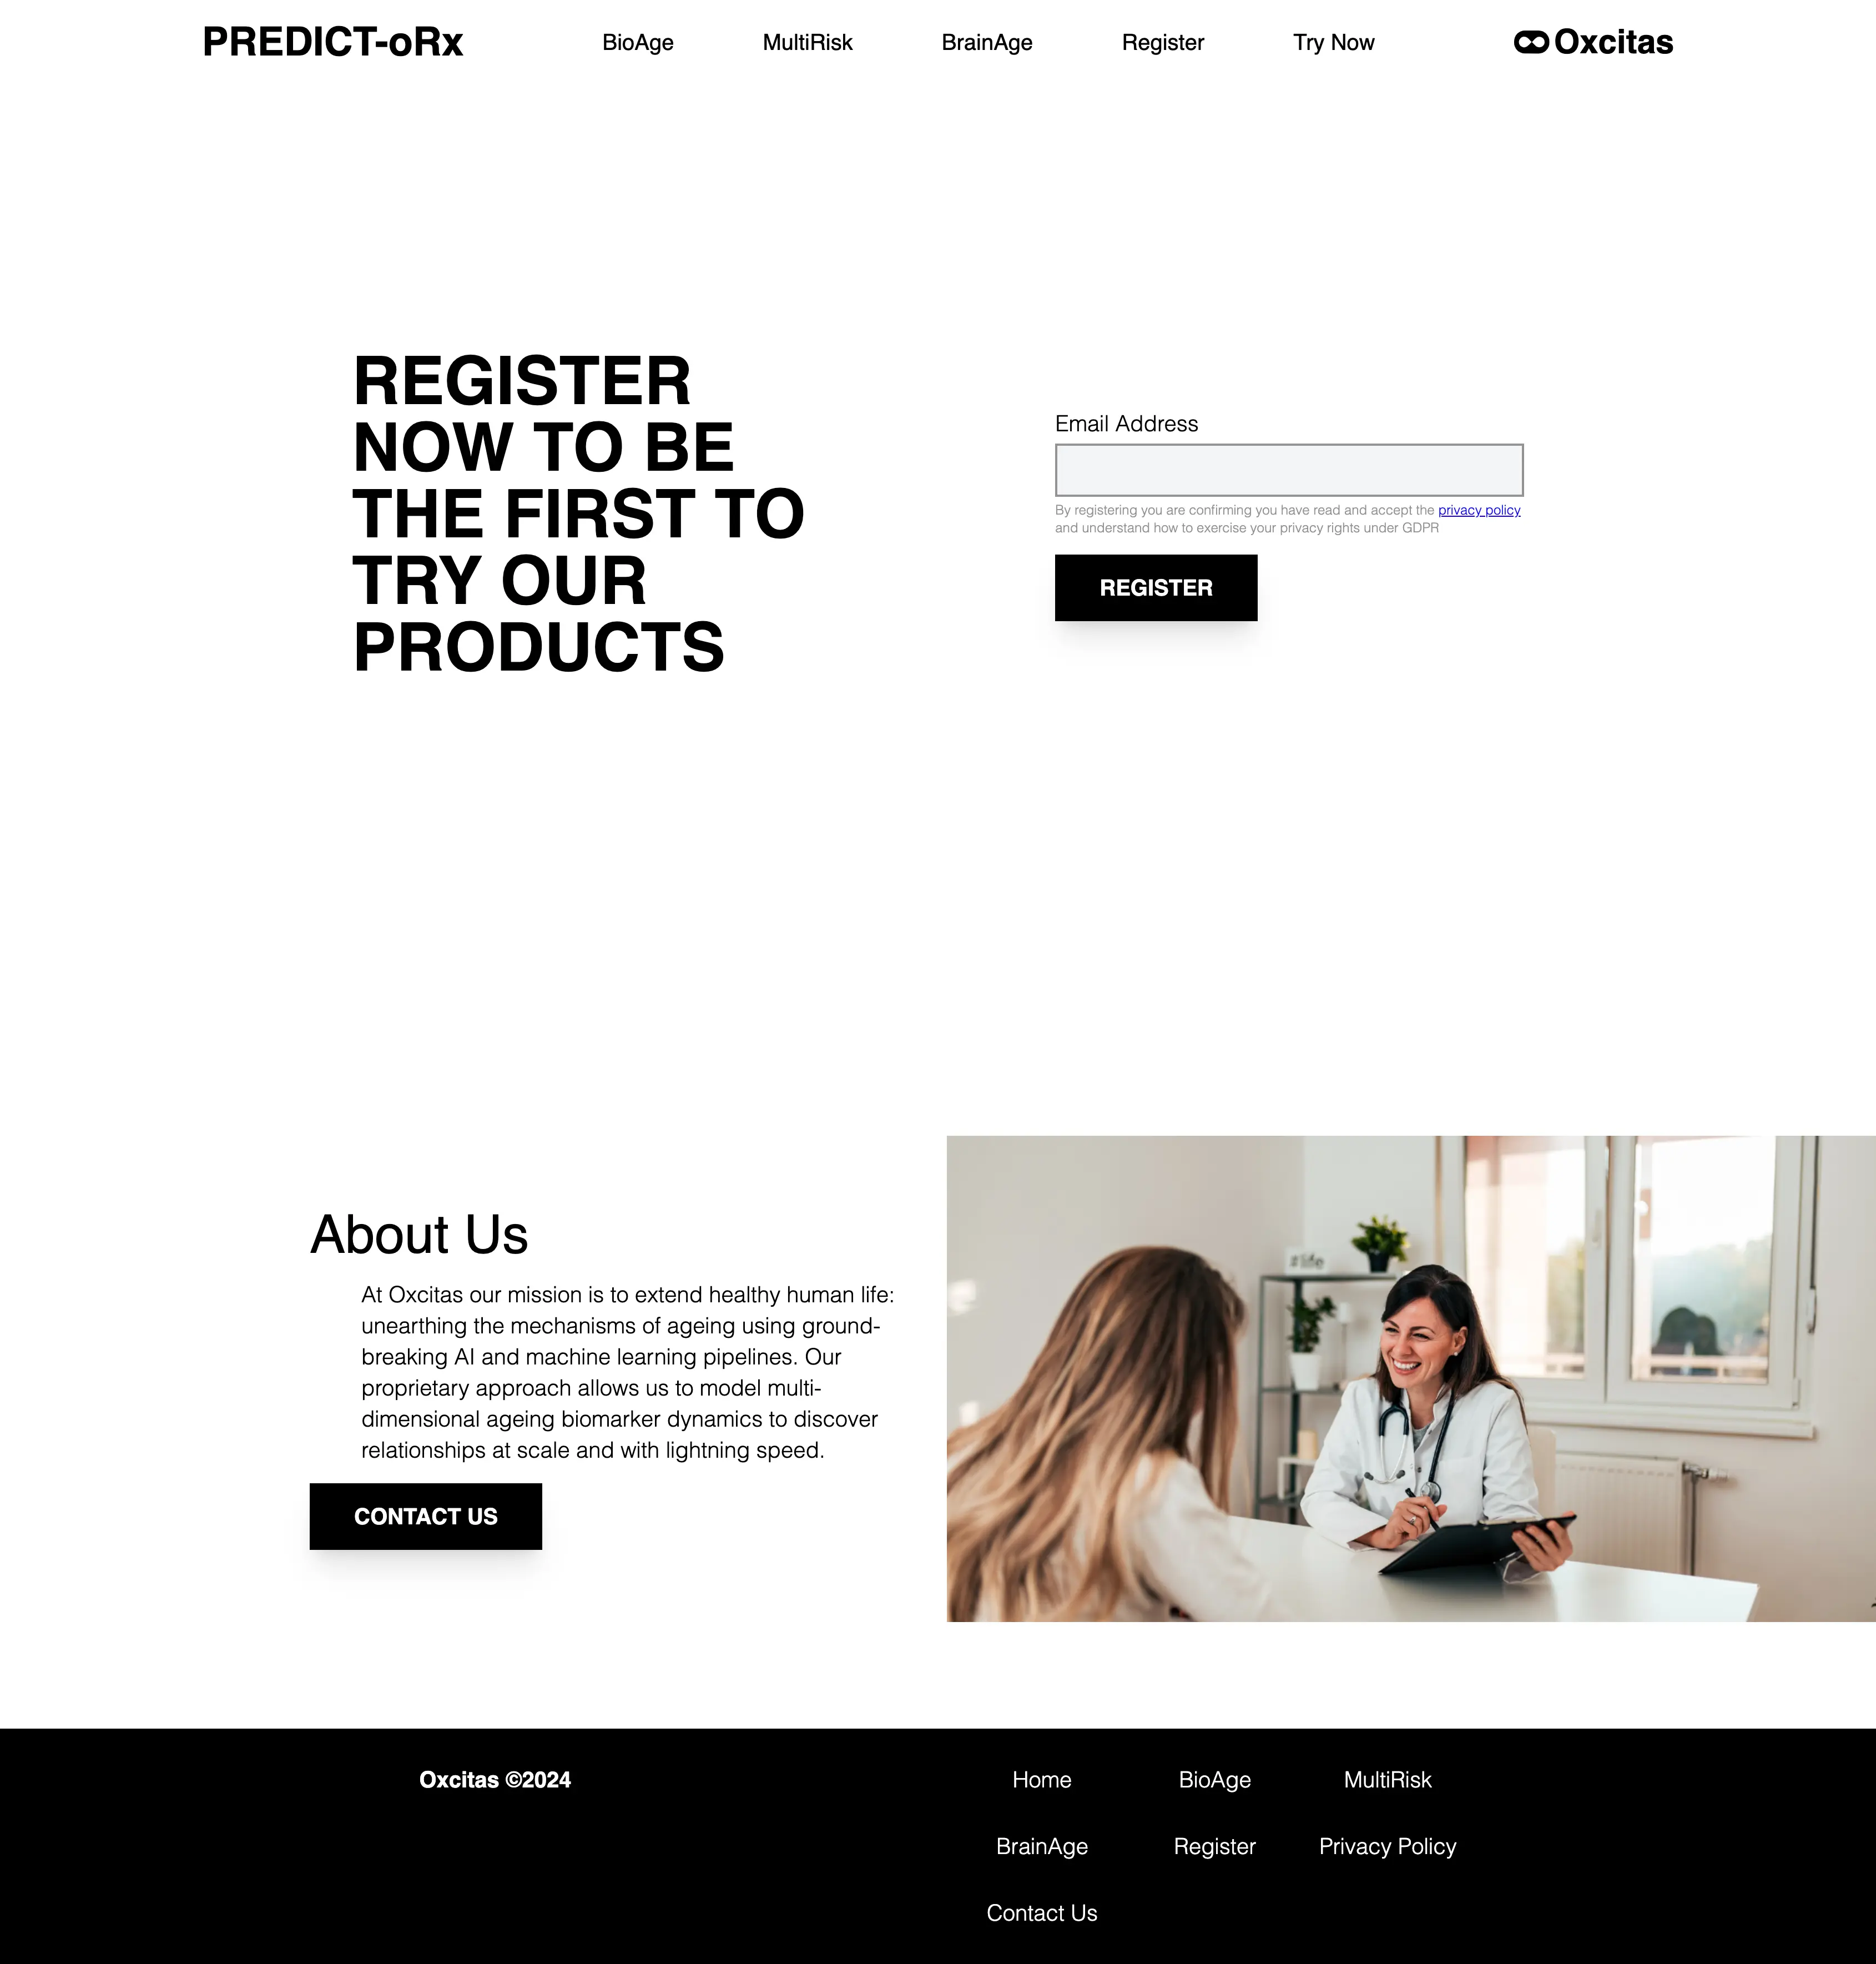 PREDICT-oRx
BioAge
MultiRisk
BrainAge
Register
Try Now
Oxcitas
REGISTER
NOW TO BE
THE FIRST TO
TRY OUR
PRODUCTS
Email Address
By registering you are confirming you have read and accept the privacy policy
and understand how to exercise your privacy rights under GDPR
REGISTER
About Us
At Oxcitas our mission is to extend healthy human life:
unearthing the mechanisms of ageing using ground-
breaking AI and machine learning pipelines. Our
proprietary approach allows us to model multi-
dimensional ageing biomarker dynamics to discover
relationships at scale and with lightning speed.
CONTACT US
#life
Oxcitas ©2024
Home
BioAge
MultiRisk
BrainAge
Register
Privacy Policy
Contact Us